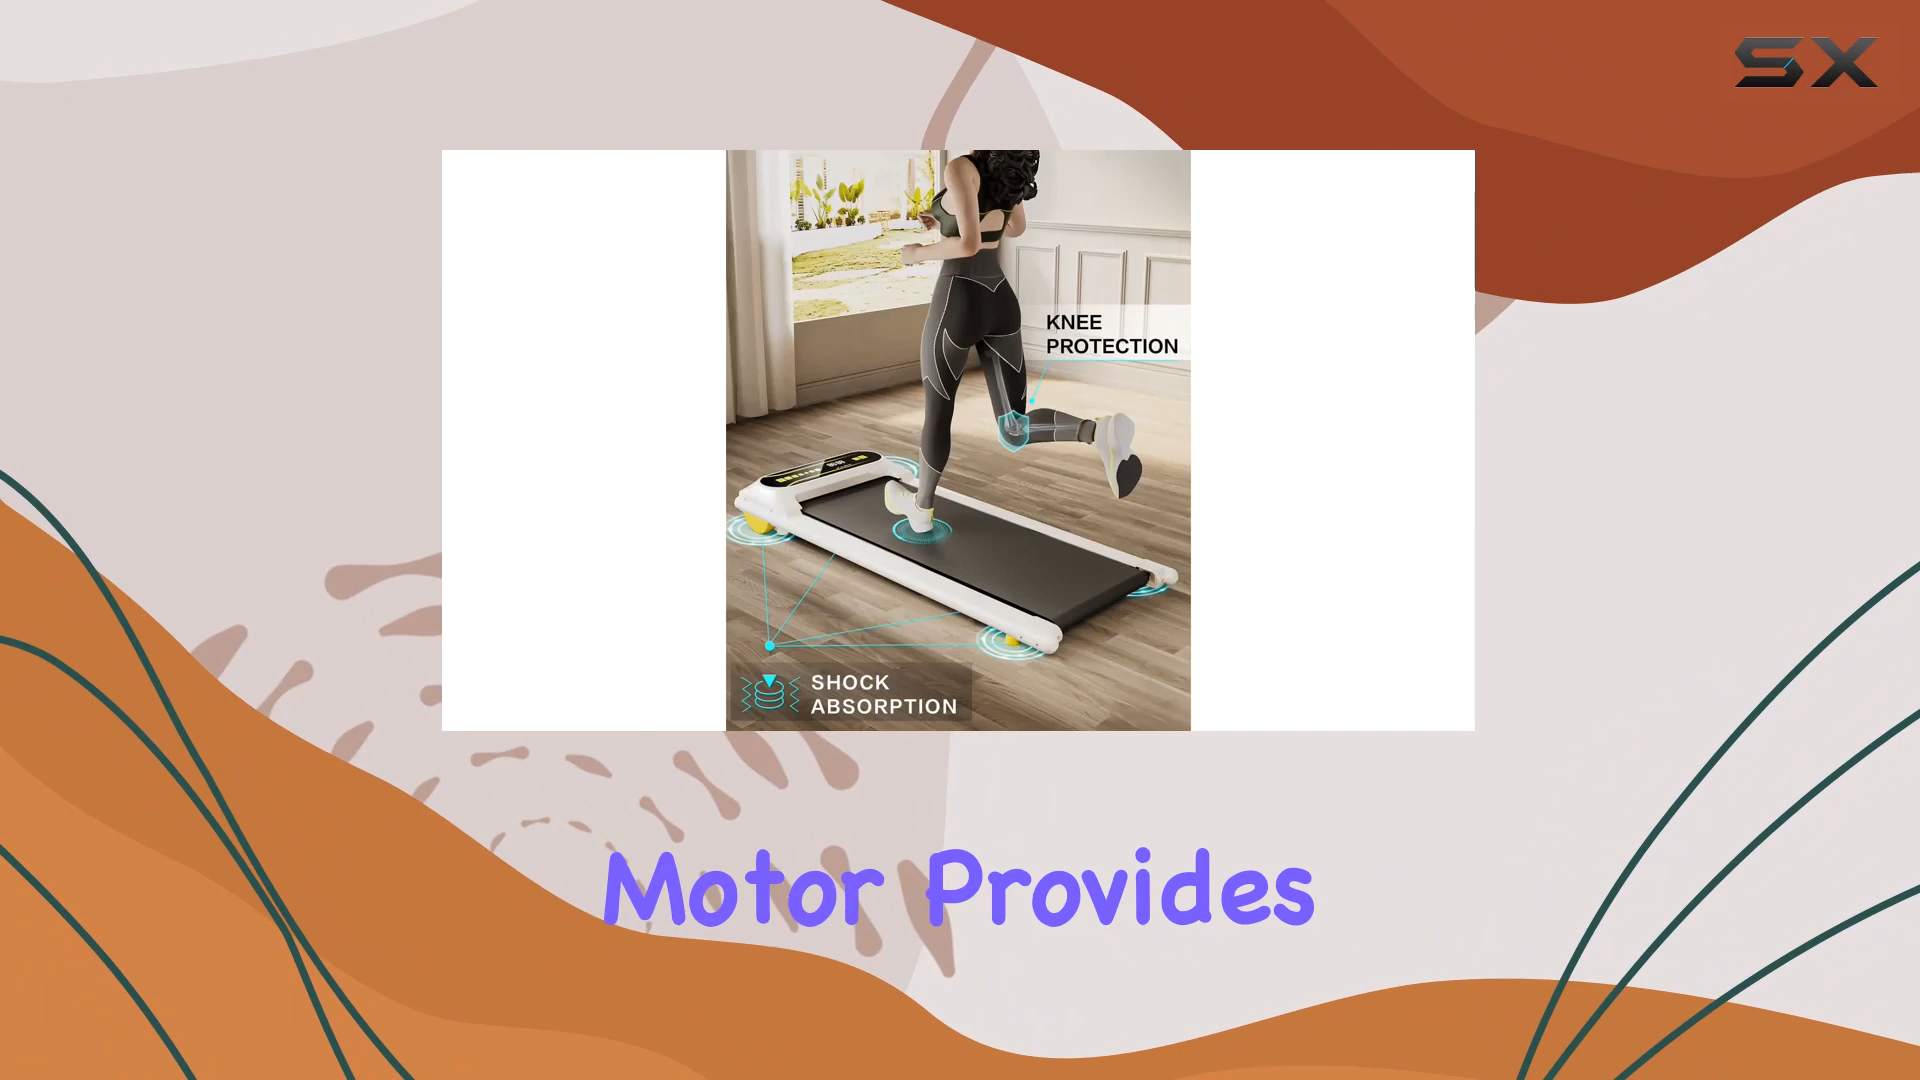 SX
KNEE
PROTECTION
SHOCK
ABSORPTION
Motor Provides